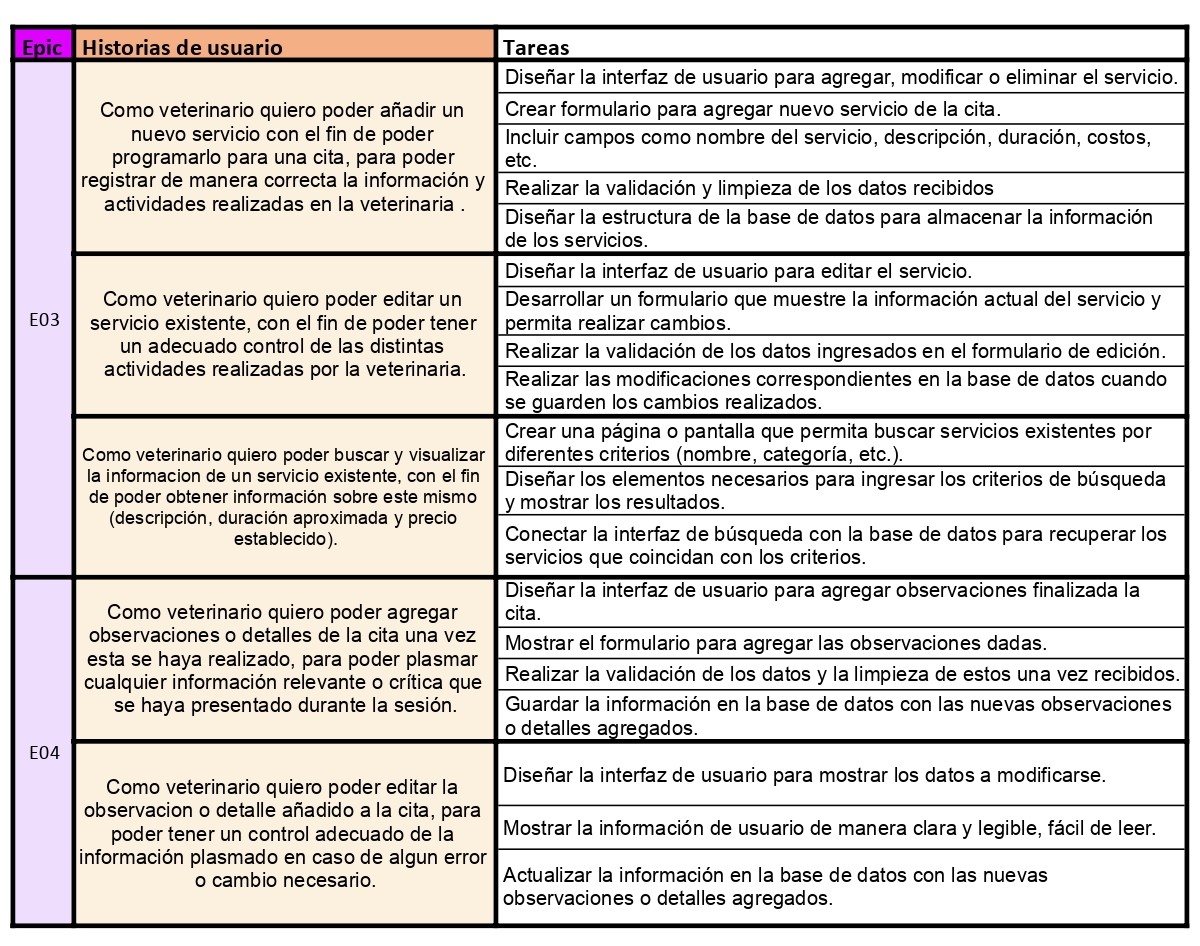 Epic Historias de usuario Tareas
E03
Como veterinario quiero poder añadir un
nuevo servicio con el fin de poder
programarlo para una cita, para poder
registrar de manera correcta la información y
actividades realizadas en la veterinaria .
Diseñar la interfaz de usuario para agregar, modificar o eliminar el servicio.
Crear formulario para agregar nuevo servicio de la cita.
Incluir campos como nombre del servicio, descripción, duración, costos,
etc.
Realizar la validación y limpieza de los datos recibidos
Diseñar la estructura de la base de datos para almacenar la información
de los servicios.
Como veterinario quiero poder editar un
servicio existente, con el fin de poder tener
un adecuado control de las distintas
actividades realizadas por la veterinaria.
Diseñar la interfaz de usuario para editar el servicio.
Desarrollar un formulario que muestre la información actual del servicio y
permita realizar cambios.
Realizar la validación de los datos ingresados en el formulario de edición.
Realizar las modificaciones correspondientes en la base de datos cuando
se guarden los cambios realizados.
Como veterinario quiero poder buscar y visualizar
la informacion de un servicio existente, con el fin
de poder obtener información sobre este mismo
(descripción, duración aproximada y precio
establecido).
Crear una página o pantalla que permita buscar servicios existentes por
diferentes criterios (nombre, categoría, etc.).
Diseñar los elementos necesarios para ingresar los criterios de búsqueda
y mostrar los resultados.
Conectar la interfaz de búsqueda con la base de datos para recuperar los
servicios que coincidan con los criterios.
E04
Como veterinario quiero poder agregar
observaciones o detalles de la cita una vez
esta se haya realizado, para poder plasmar
cualquier información relevante o crítica que
se haya presentado durante la sesión.
Diseñar la interfaz de usuario para agregar observaciones finalizada la
cita.
Mostrar el formulario para agregar las observaciones dadas.
Realizar la validación de los datos y la limpieza de estos una vez recibidos.
Guardar la información en la base de datos con las nuevas observaciones
o detalles agregados.
Como veterinario quiero poder editar la
observacion o detalle añadido a la cita, para
poder tener un control adecuado de la
información plasmado en caso de algun error
o cambio necesario.
Diseñar la interfaz de usuario para mostrar los datos a modificarse.
Mostrar la información de usuario de manera clara y legible, fácil de leer.
Actualizar la información en la base de datos con las nuevas
observaciones o detalles agregados.